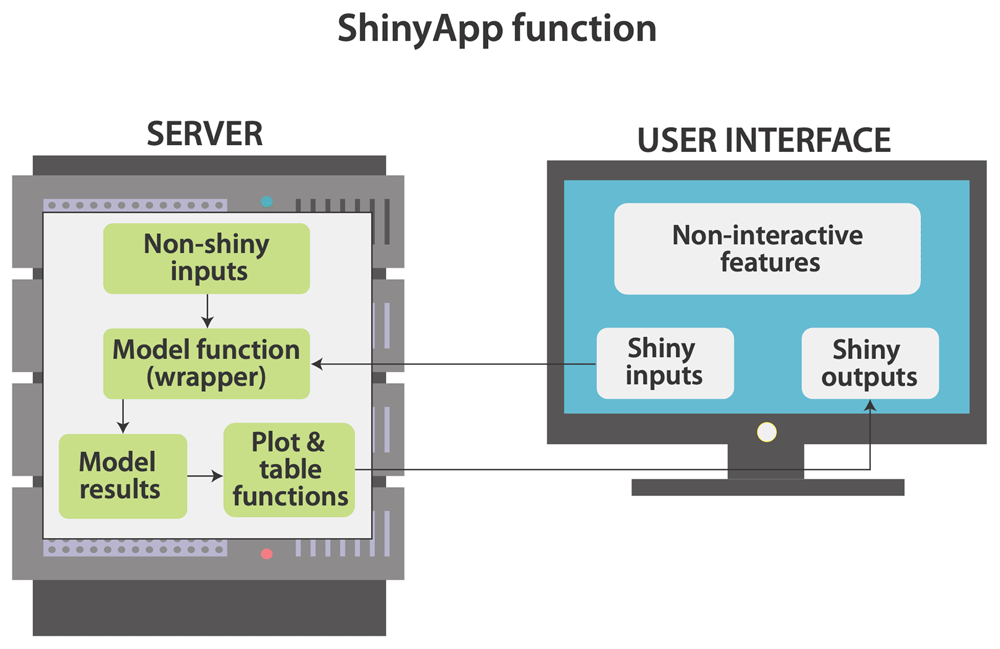 ShinyApp function
SERVER
Non-shiny
inputs
Model function
(wrapper)
Model
results
Plot &
table
functions
USER INTERFACE
Non-interactive
features
Shiny
inputs
Shiny
outputs